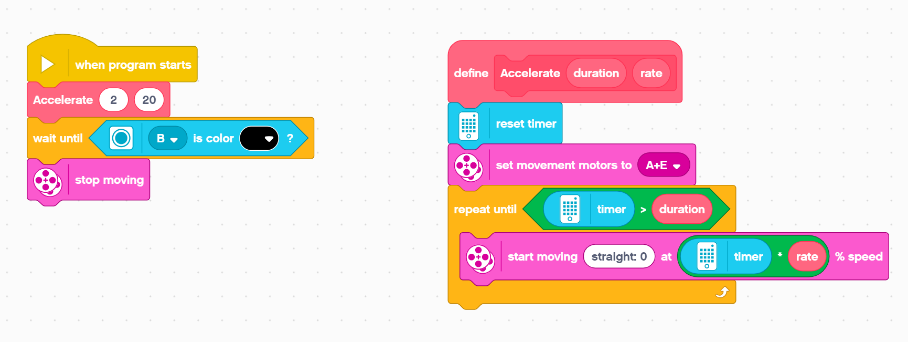 when program starts
Accelerate 2 20
wait until B is color ?
stop moving
define Accelerate duration rate
reset timer
set movement motors to A+E
repeat until timer > duration
start moving straight: 0 at timer * rate % speed